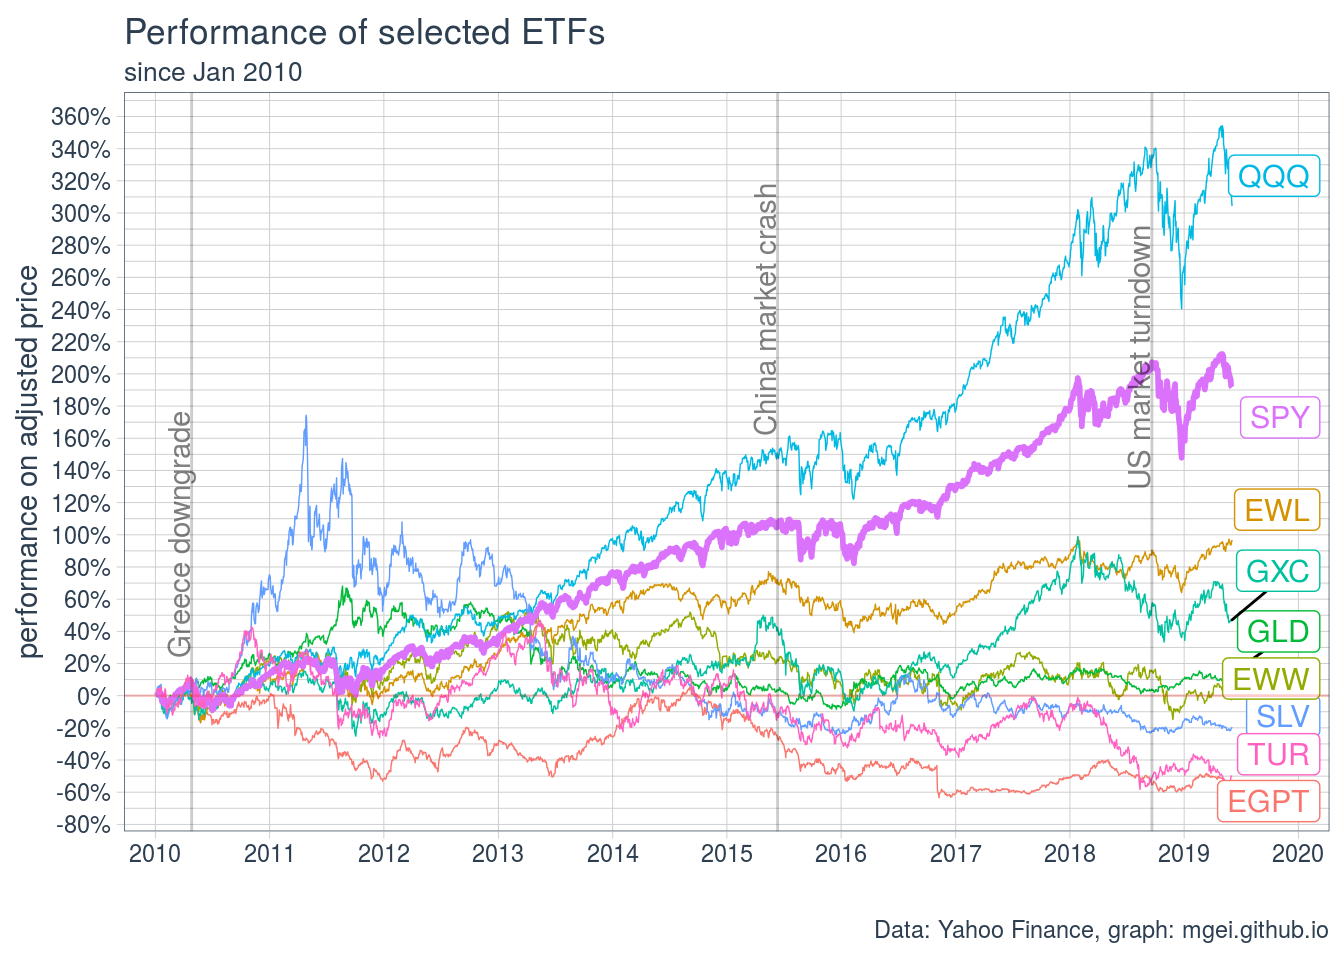 Performance of selected ETFs
since Jan 2010
performance on adjusted price
360%
340%
320%
300%
280%
260%
240%
220%
200%
180%
160%
140%
120%
100%
80%
60%
40%
20%
0%
-20%
-40%
-60%
-80%
Greece downgrade
China market crash
US market turndown
QQQ
SPY
EWL
GXC
GLD
EWW
SLV
TUR
EGPT
2010 2011 2012 2013 2014 2015 2016 2017 2018 2019 2020
Data: Yahoo Finance, graph: mgei.github.io